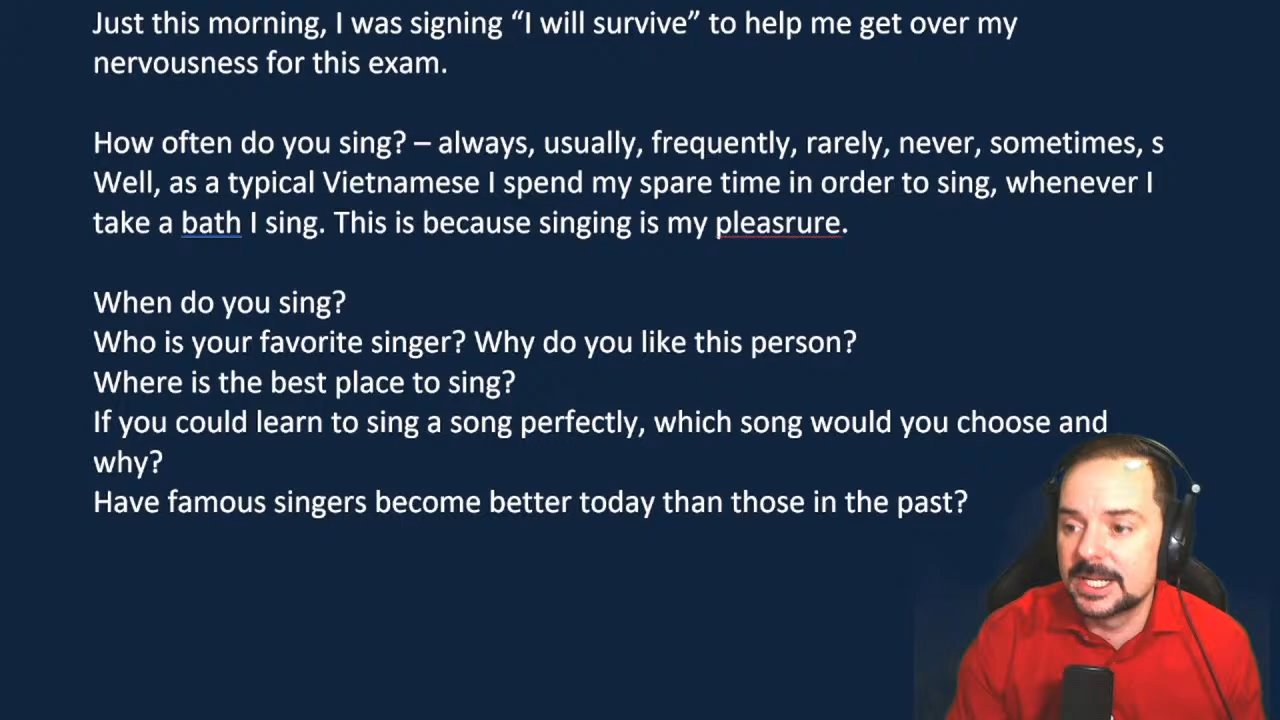 Just this morning, I was signing “I will survive” to help me get over my
nervousness for this exam.
How often do you sing? – always, usually, frequently, rarely, never, sometimes, s
Well, as a typical Vietnamese I spend my spare time in order to sing, whenever I
take a bath I sing. This is because singing is my pleasrure.
When do you sing?
Who is your favorite singer? Why do you like this person?
Where is the best place to sing?
If you could learn to sing a song perfectly, which song would you choose and
why?
Have famous singers become better today than those in the past?